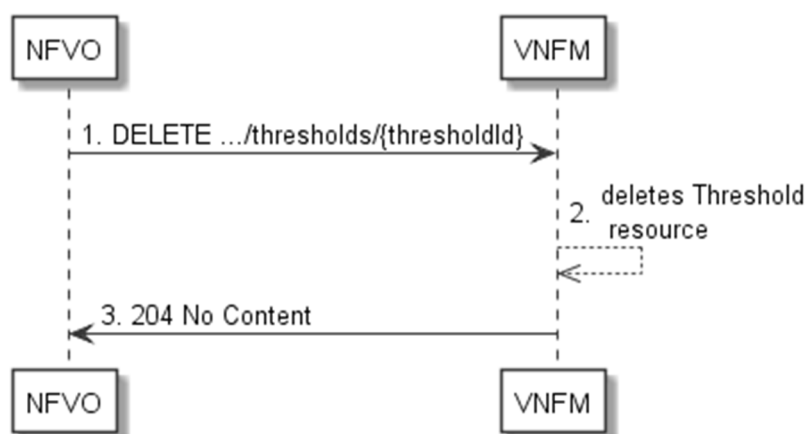 NFVO
VNFM
1. DELETE .../thresholds/{thresholdId}
2. deletes Threshold
resource
3. 204 No Content
NFVO
VNFM